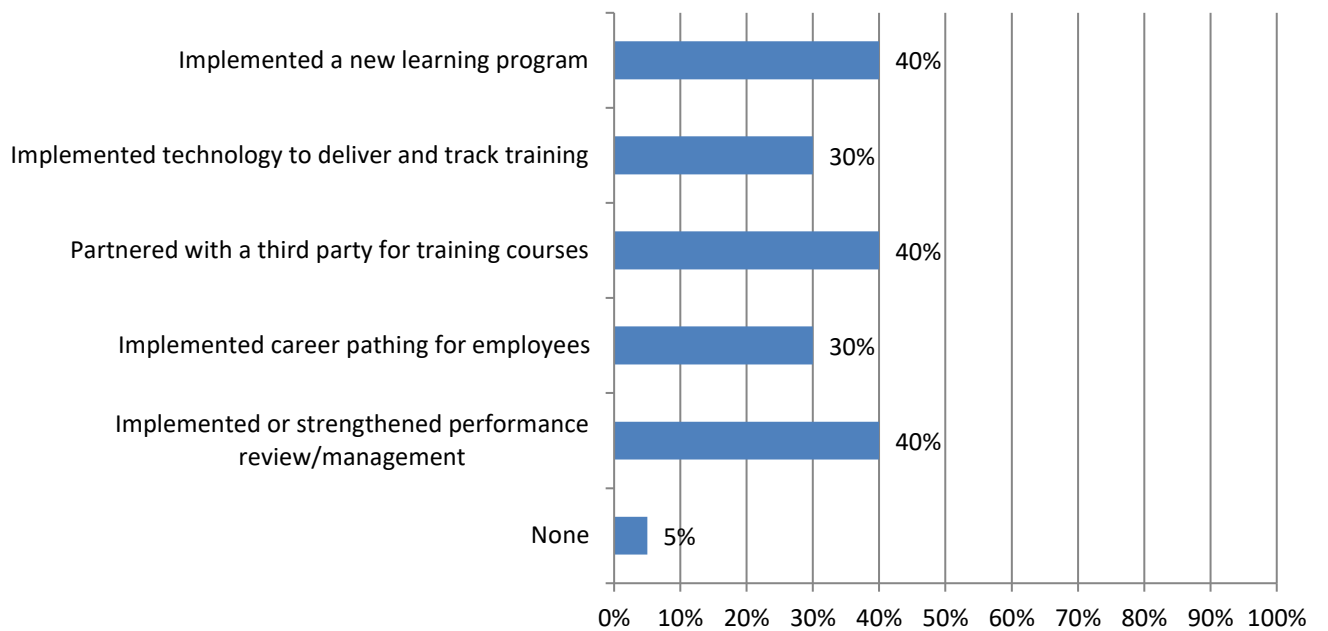 Implemented a new learning program
40%
Implemented technology to deliver and track training
30%
Partnered with a third party for training courses
40%
Implemented career pathing for employees
30%
Implemented or strengthened performance
review/management
40%
None
5%
0% 10% 20% 30% 40% 50% 60% 70% 80% 90% 100%